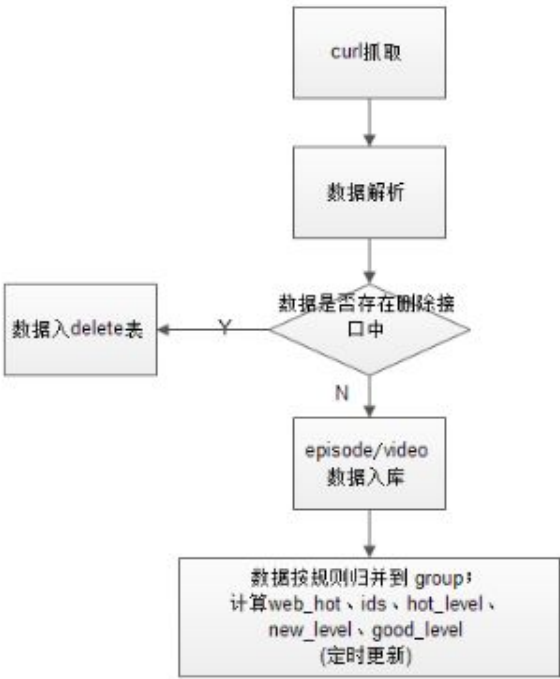 curl抓取
数据解析
数据是否存在删除接
口中
数据入delete表
Y
N
episode/video
数据入库
数据按规则归并到 group;
计算web_hot、ids、hot_level、
new_level、good_level
(定时更新)